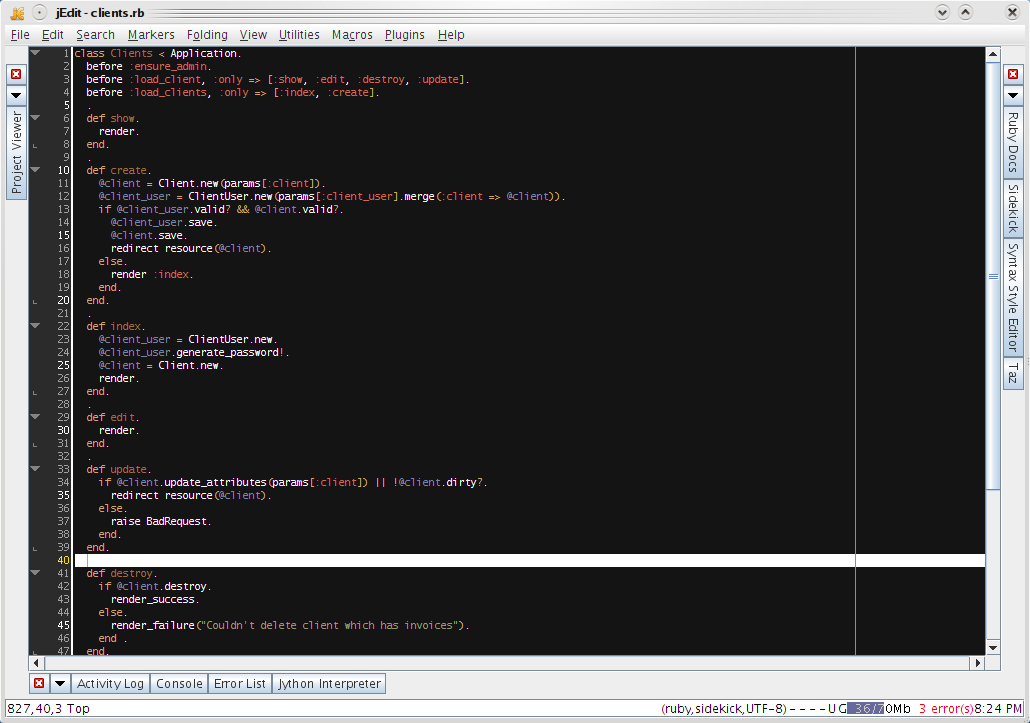 jEdit - clients.rb
File Edit Search Markers Folding View Utilities Macros Plugins Help
Project Viewer
1 class Clients < Application.
2 before :ensure_admin.
3 before :load_client, :only => [:show, :edit, :destroy, :update].
4 before :load_clients, :only => [:index, :create].
5 .
6 def show.
7 render.
8 end.
9 .
10 def create.
11 @client = Client.new(params[:client]).
12 @client_user = ClientUser.new(params[:client_user].merge(:client => @client)).
13 if @client_user.valid? && @client.valid?.
14 @client_user.save.
15 @client.save.
16 redirect resource(@client).
17 else.
18 render :index.
19 end.
20 end.
21 .
22 def index.
23 @client_user = ClientUser.new.
24 @client_user.generate_password!.
25 @client = Client.new.
26 render.
27 end.
28 .
29 def edit.
30 render.
31 end.
32 .
33 def update.
34 if @client.update_attributes(params[:client]) || !@client.dirty?.
35 redirect resource(@client).
36 else.
37 raise BadRequest.
38 end.
39 end.
40
41 def destroy.
42 if @client.destroy.
43 render_success.
44 else.
45 render_failure("Couldn't delete client which has invoices").
46 end .
47 end.
Ruby Docs
Sidekick
Syntax Style Editor
Taz
Activity Log Console Error List Jython Interpreter
827,40,3 Top (ruby,sidekick,UTF-8) - - - - U G 36/70Mb 3 error(s) 8:24 PM